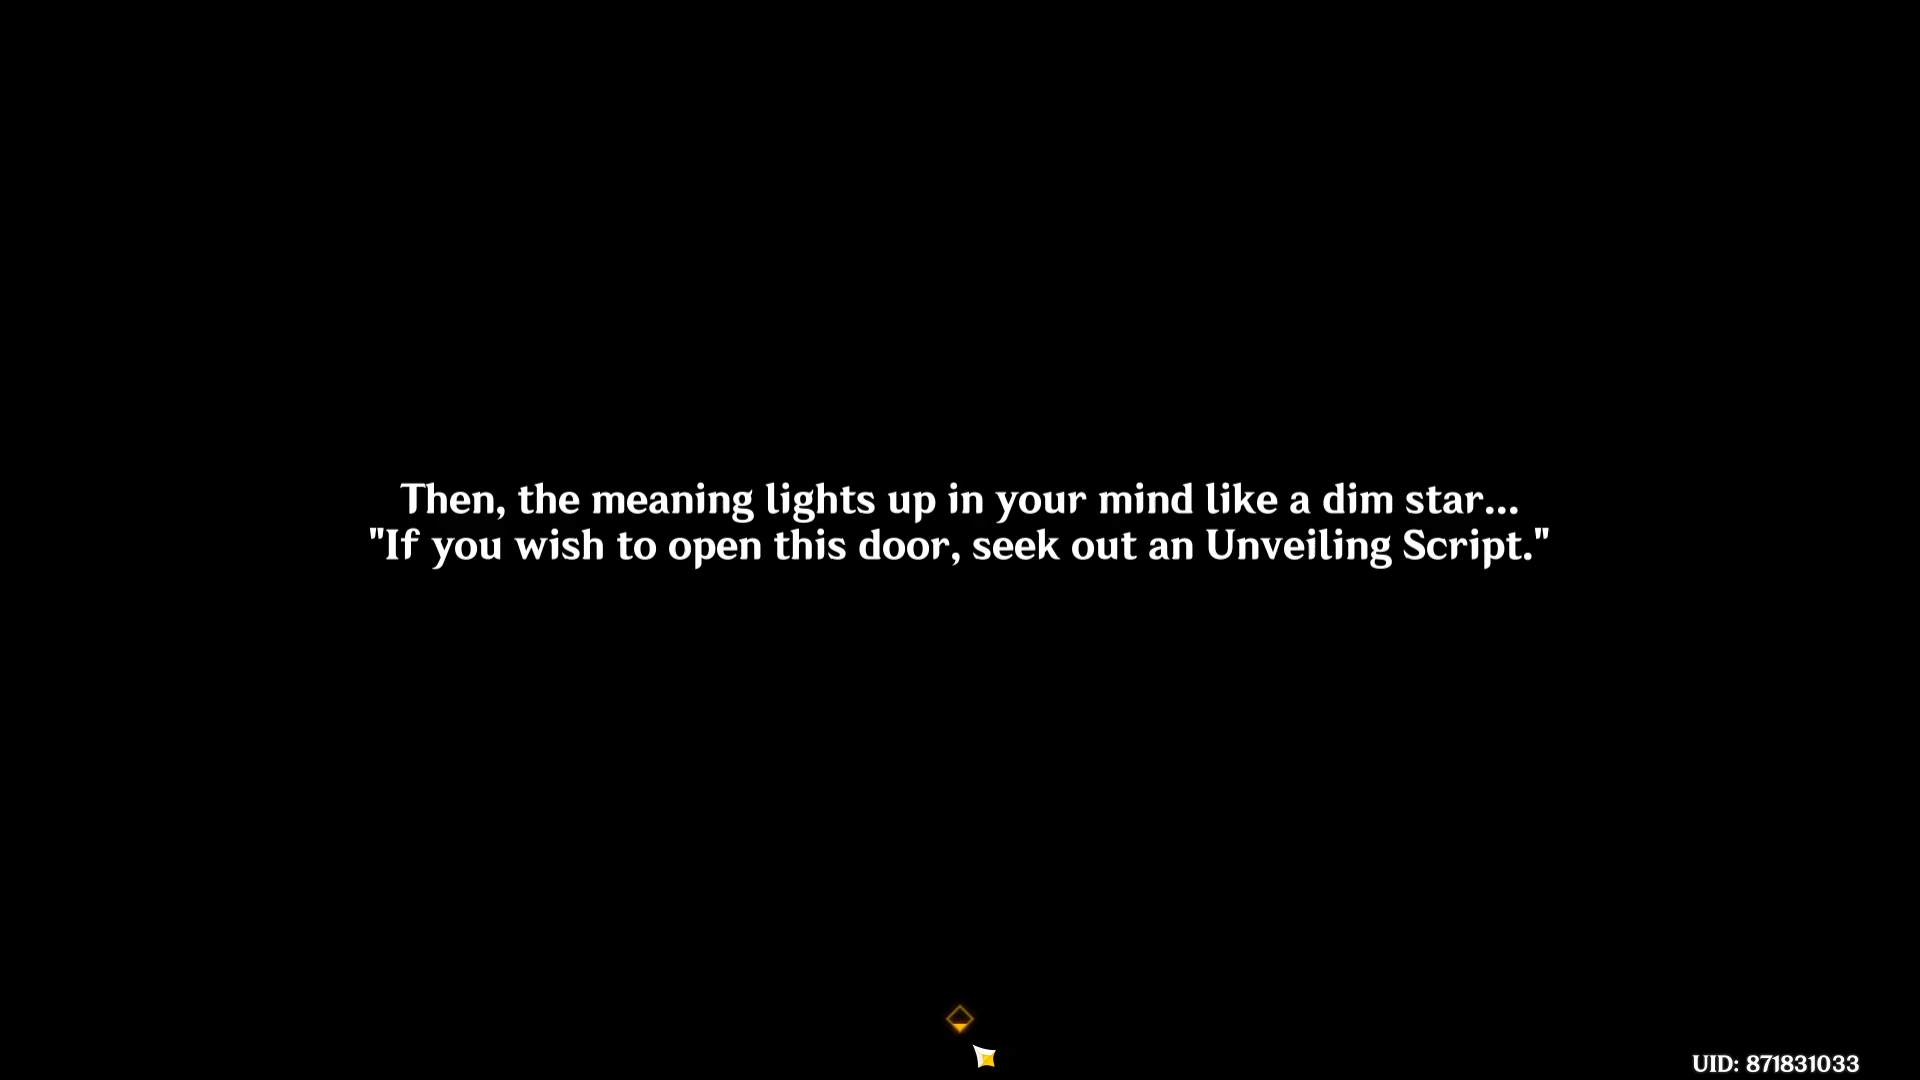 Then, the meaning lights up in your mind like a dim star...
"If you wish to open this door, seek out an Unveiling Script."
UID: 871831033